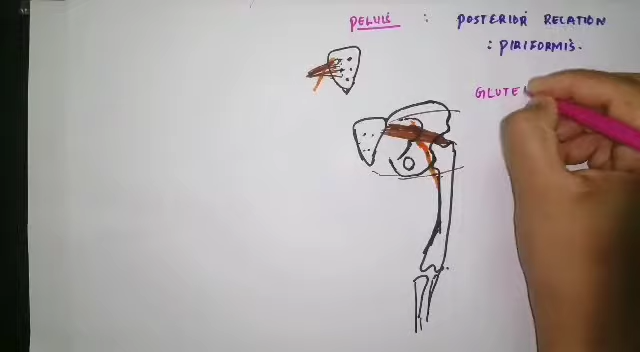 PELVIC : POSTERIOR RELATION
: PIRIFORMIS.
GLUTE